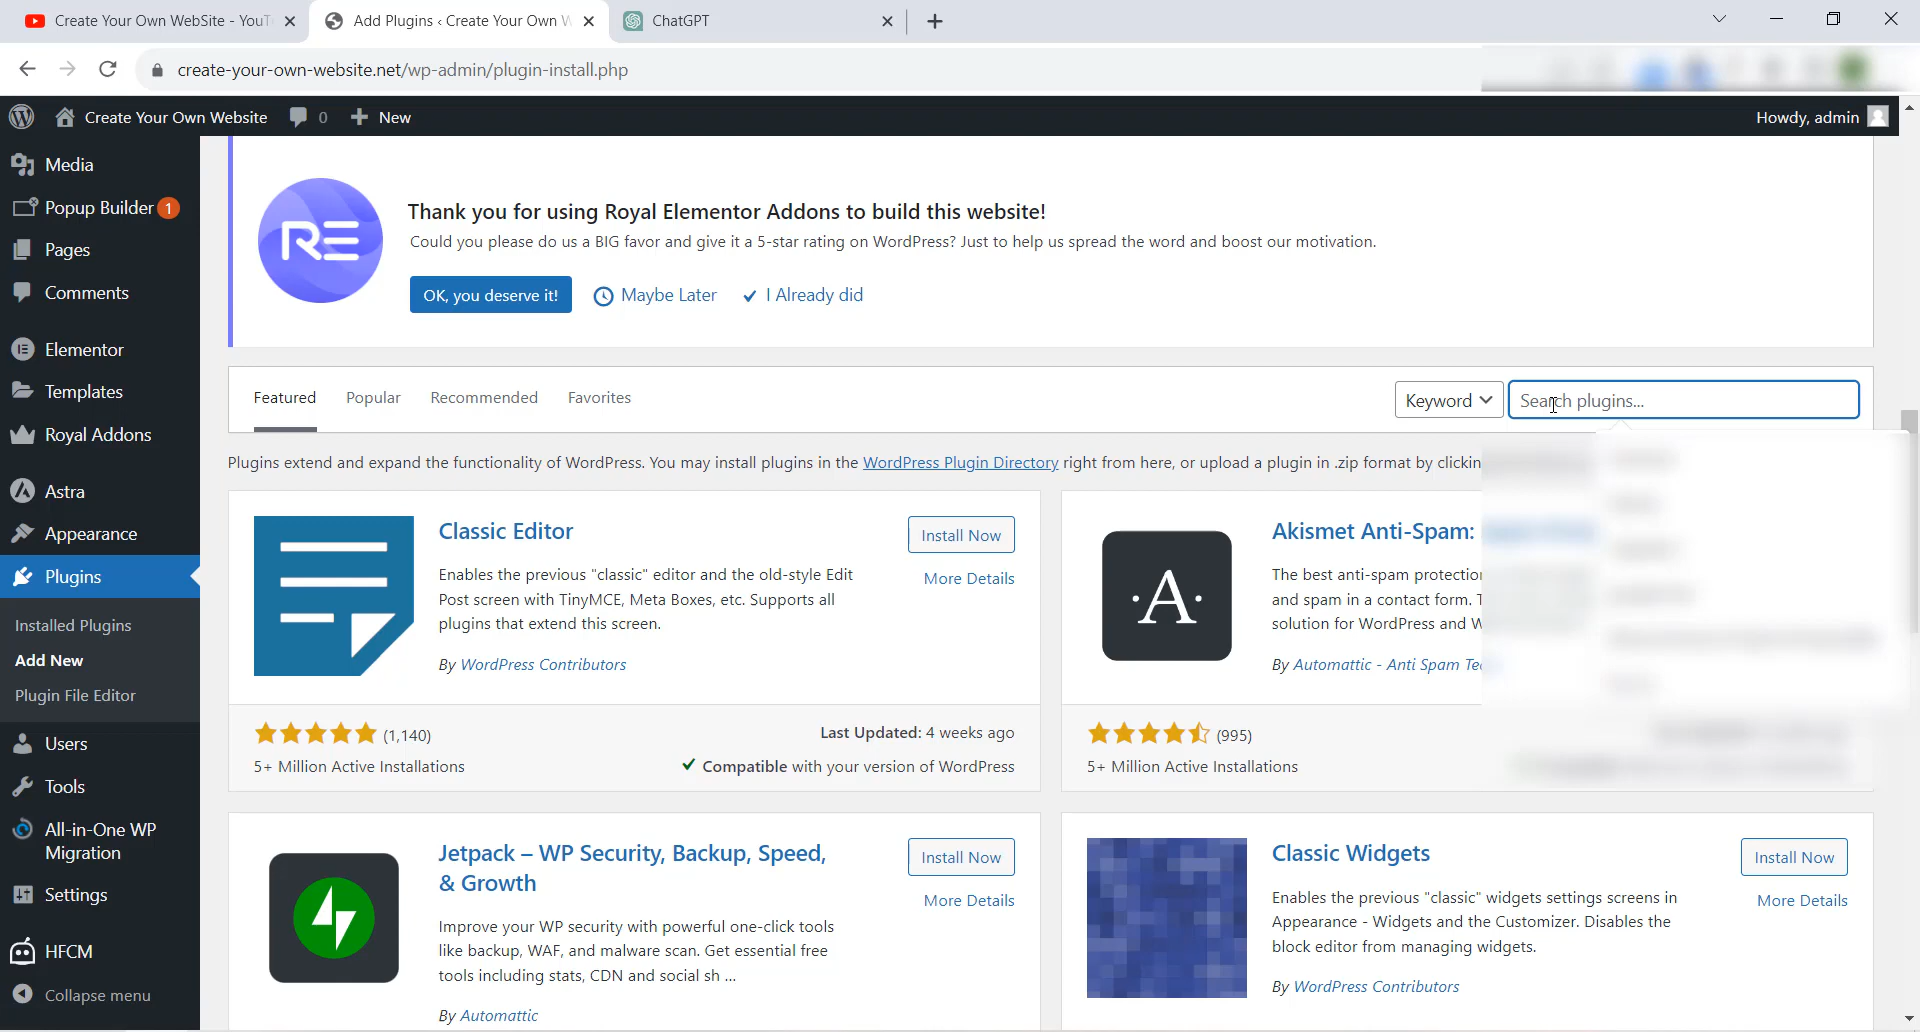 Create Your Own WebSite - YouT
Add Plugins ‹ Create Your Own W
ChatGPT
create-your-own-website.net/wp-admin/plugin-install.php
Create Your Own Website
0
New
Howdy, admin
Media
Popup Builder 1
Pages
Comments
Elementor
Templates
Royal Addons
Astra
Appearance
Plugins
Installed Plugins
Add New
Plugin File Editor
Users
Tools
All-in-One WP
Migration
Settings
HFCM
Collapse menu
RE
Thank you for using Royal Elementor Addons to build this website!
Could you please do us a BIG favor and give it a 5-star rating on WordPress? Just to help us spread the word and boost our motivation.
OK, you deserve it!
Maybe Later
I Already did
Featured
Popular
Recommended
Favorites
Keyword
Search plugins...
Plugins extend and expand the functionality of WordPress. You may install plugins in the WordPress Plugin Directory right from here, or upload a plugin in .zip format by clickin
Classic Editor
Install Now
More Details
Enables the previous "classic" editor and the old-style Edit
Post screen with TinyMCE, Meta Boxes, etc. Supports all
plugins that extend this screen.
By WordPress Contributors
(1,140)
Last Updated: 4 weeks ago
5+ Million Active Installations
Compatible with your version of WordPress
·A·
Akismet Anti-Spam:
The best anti-spam protection
and spam in a contact form. T
solution for WordPress and W
By Automattic - Anti Spam Te
(995)
5+ Million Active Installations
Jetpack – WP Security, Backup, Speed,
& Growth
Install Now
More Details
Improve your WP security with powerful one-click tools
like backup, WAF, and malware scan. Get essential free
tools including stats, CDN and social sh ...
By Automattic
Classic Widgets
Install Now
More Details
Enables the previous "classic" widgets settings screens in
Appearance - Widgets and the Customizer. Disables the
block editor from managing widgets.
By WordPress Contributors